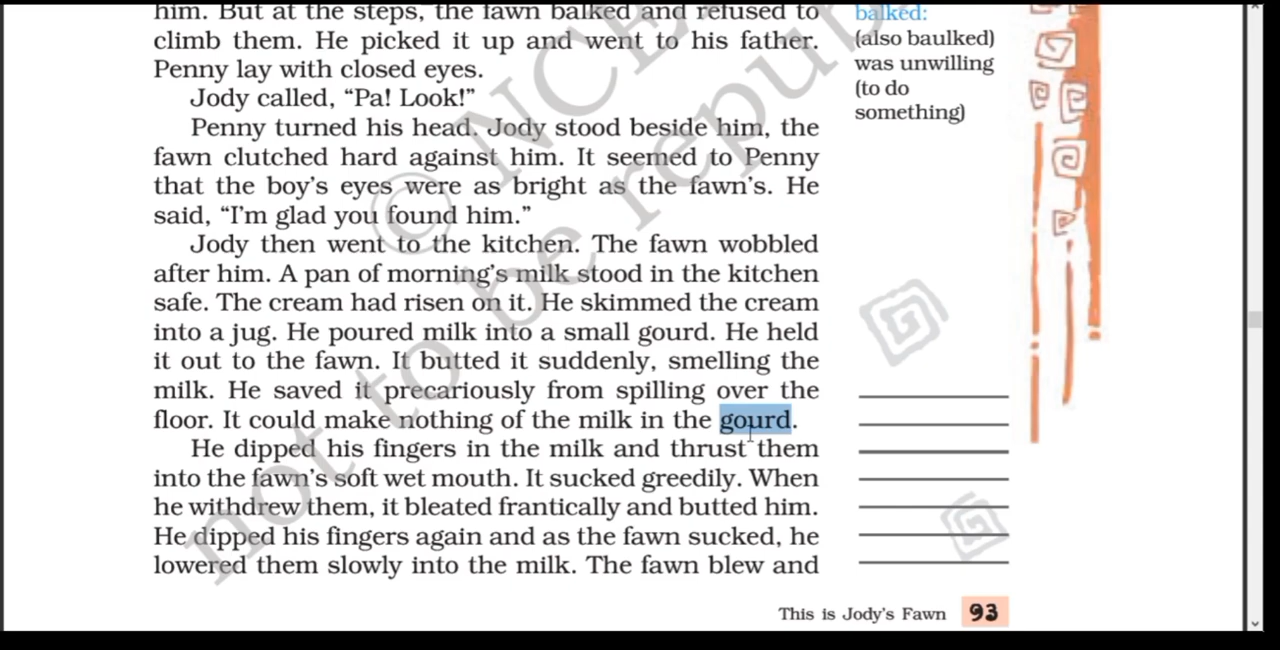 him. But at the steps, the fawn balked and refused to
climb them. He picked it up and went to his father.
Penny lay with closed eyes.
Jody called, “Pa! Look!”
Penny turned his head. Jody stood beside him, the
fawn clutched hard against him. It seemed to Penny
that the boy’s eyes were as bright as the fawn’s. He
said, “I’m glad you found him.”
Jody then went to the kitchen. The fawn wobbled
after him. A pan of morning’s milk stood in the kitchen
safe. The cream had risen on it. He skimmed the cream
into a jug. He poured milk into a small gourd. He held
it out to the fawn. It butted it suddenly, smelling the
milk. He saved it precariously from spilling over the
floor. It could make nothing of the milk in the gourd.
He dipped his fingers in the milk and thrust them
into the fawn’s soft wet mouth. It sucked greedily. When
he withdrew them, it bleated frantically and butted him.
He dipped his fingers again and as the fawn sucked, he
lowered them slowly into the milk. The fawn blew and
balked:
(also baulked)
was unwilling
(to do
something)
This is Jody’s Fawn 93
© NCE
not to be repub